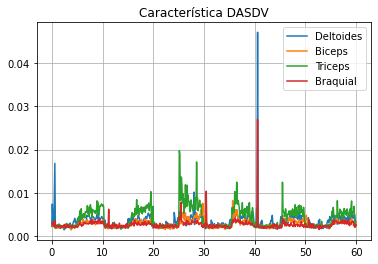 Característica DASDV
Deltoides
Biceps
Triceps
Braquial
0.04
0.03
0.02
0.01
0.00
0 10 20 30 40 50 60